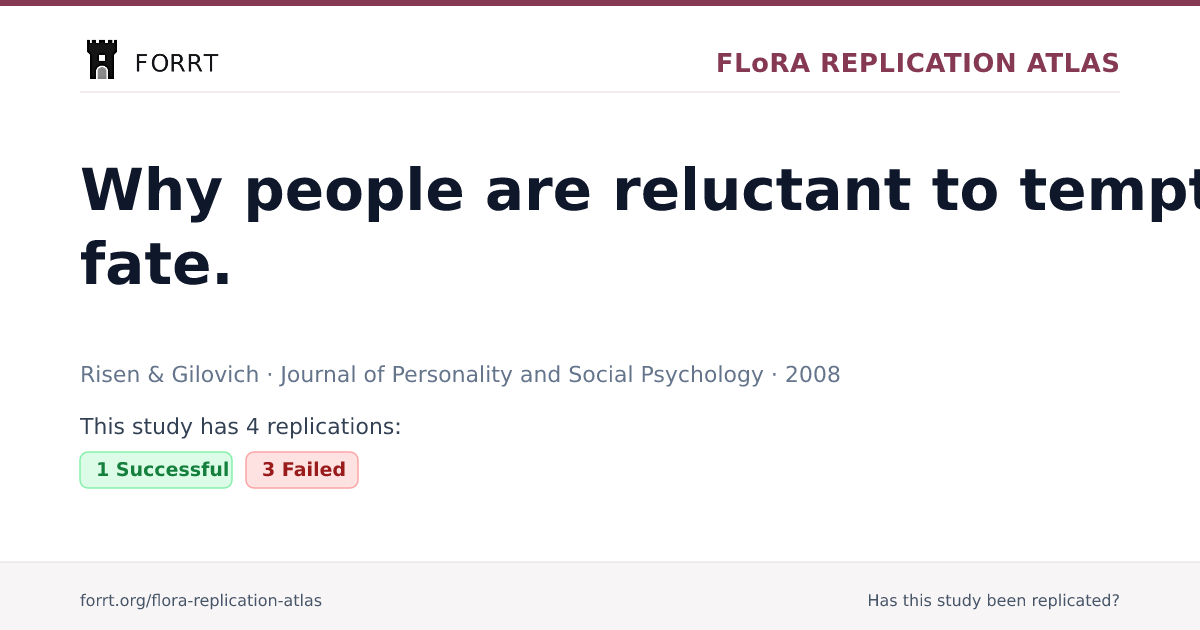 FORRT
FLoRA REPLICATION ATLAS
Why people are reluctant to tempt
fate.
Risen & Gilovich · Journal of Personality and Social Psychology · 2008
This study has 4 replications:
1 Successful
3 Failed
forrt.org/flora-replication-atlas
Has this study been replicated?